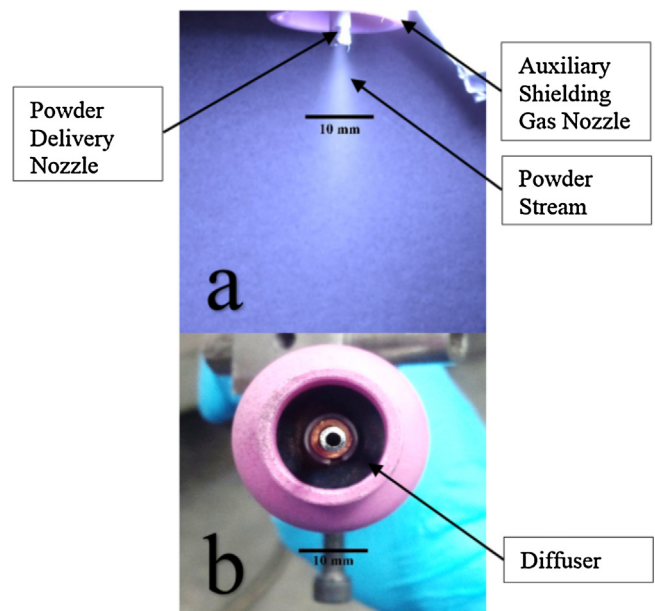 Powder
Delivery
Nozzle
Auxiliary
Shielding
Gas Nozzle
10 mm
Powder
Stream
a
b
10 mm
Diffuser